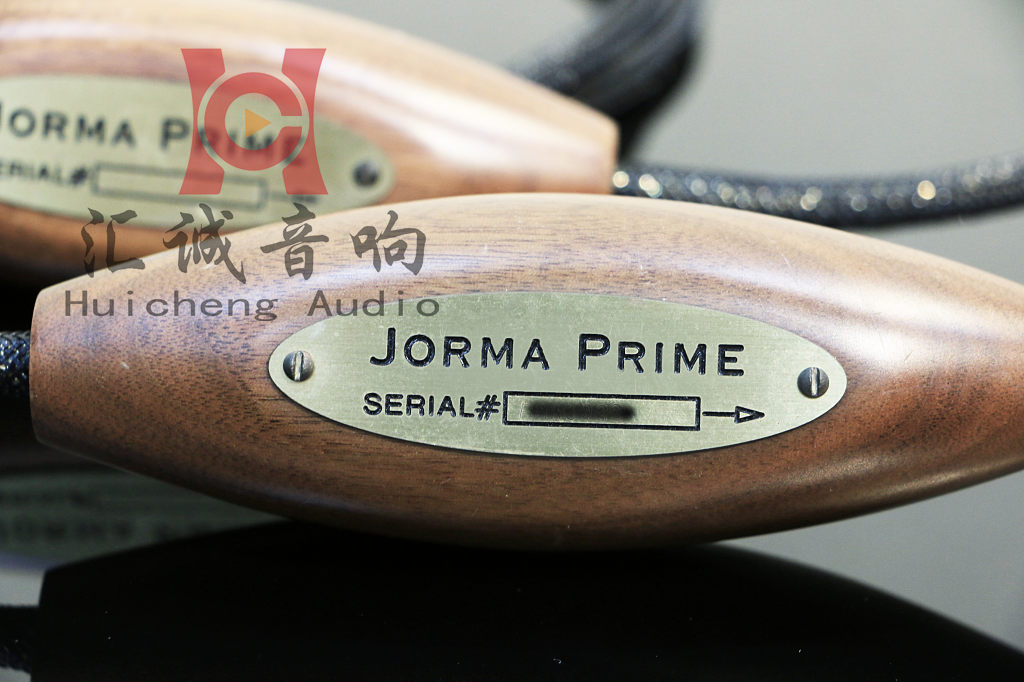 JORMA PRIME
SERIAL#
汇诚音响
Huicheng Audio
JORMA PRIME
SERIAL#